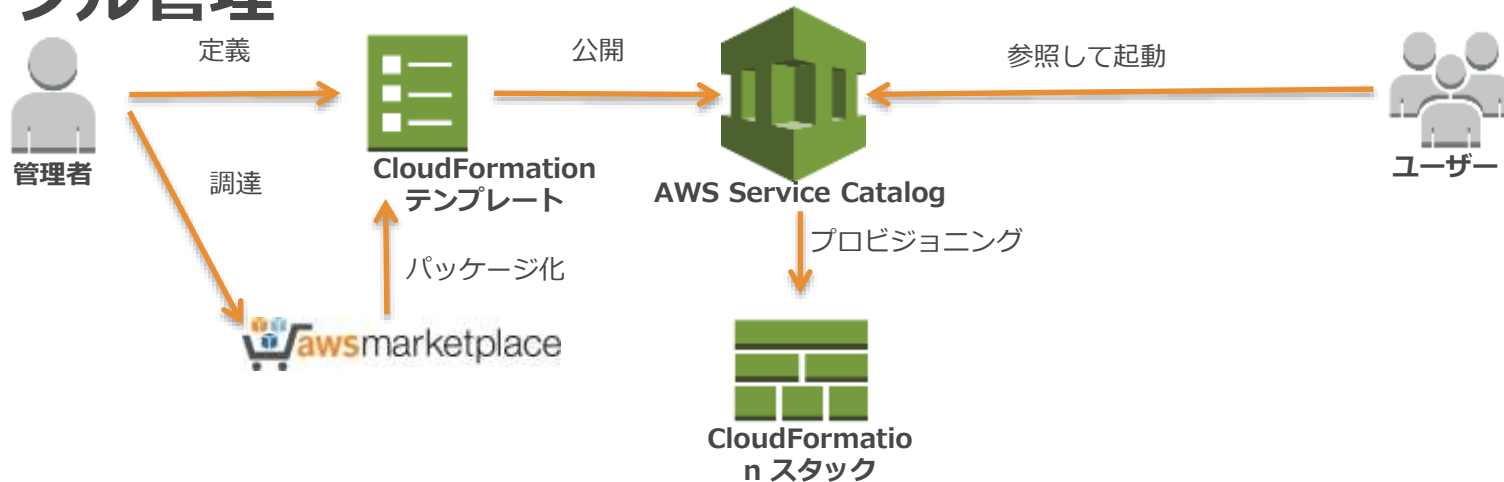 フル管理
定義
公開
参照して起動
管理者
調達
CloudFormation
テンプレート
AWS Service Catalog
ユーザー
プロビジョニング
パッケージ化
awsmarketplace
CloudFormatio
n スタック